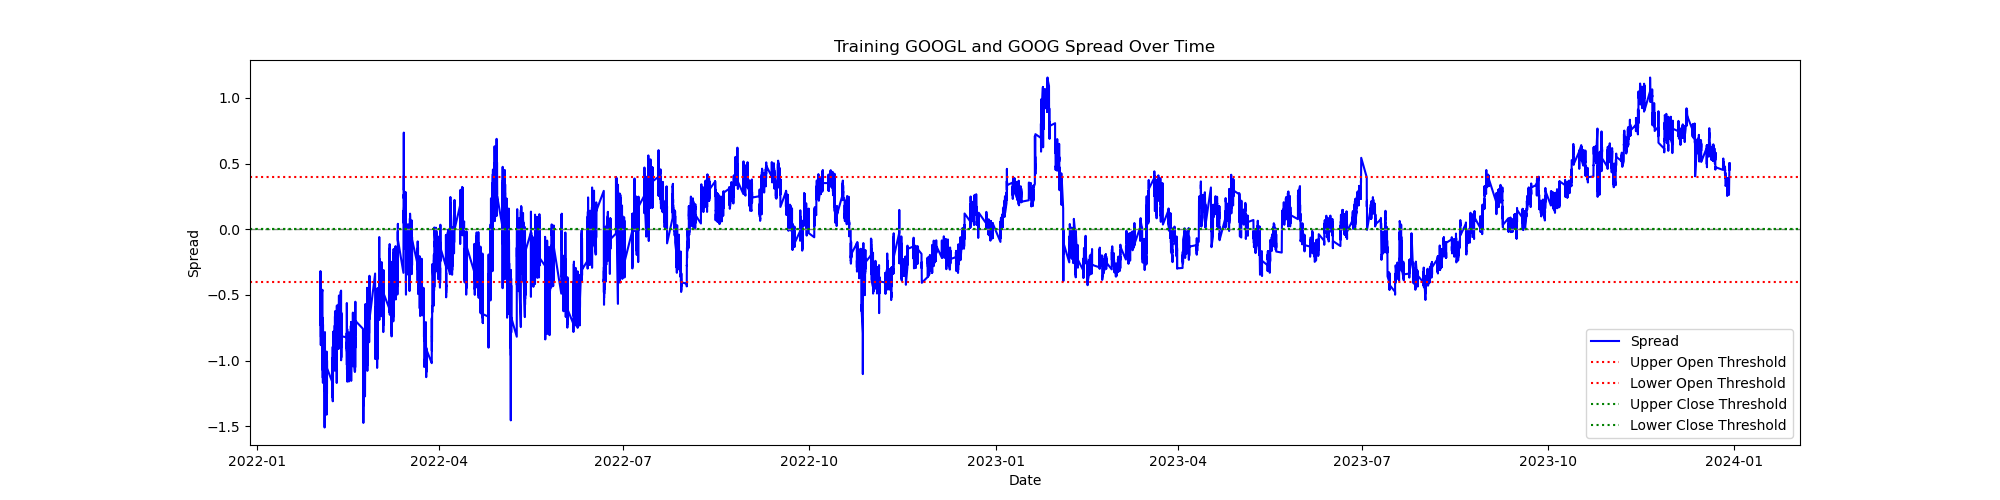 Training GOOGL and GOOG Spread Over Time
1.0
0.5
0.0
−0.5
−1.0
−1.5
Spread
Spread
Upper Open Threshold
Lower Open Threshold
Upper Close Threshold
Lower Close Threshold
2022-01
2022-04
2022-07
2022-10
2023-01
2023-04
2023-07
2023-10
2024-01
Date